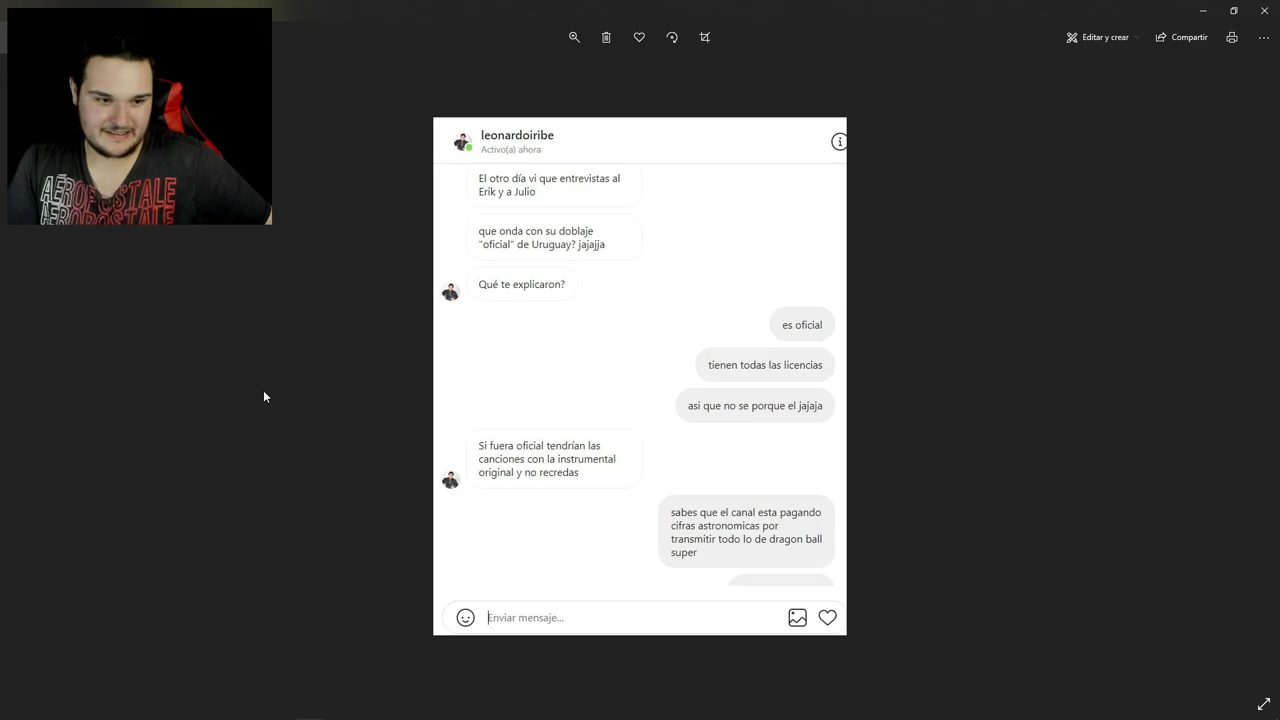 Editar y crear
Compartir
AÉROPOSTALE
AEROPOSTALE
leonardoiribe
Activo(a) ahora
El otro día vi que entrevistas al
Erik y a Julio
que onda con su doblaje
"oficial" de Uruguay? jajajja
Qué te explicaron?
es oficial
tienen todas las licencias
asi que no se porque el jajaja
Si fuera oficial tendrían las
canciones con la instrumental
original y no recredas
sabes que el canal esta pagando
cifras astronomicas por
transmitir todo lo de dragon ball
super
Enviar mensaje...